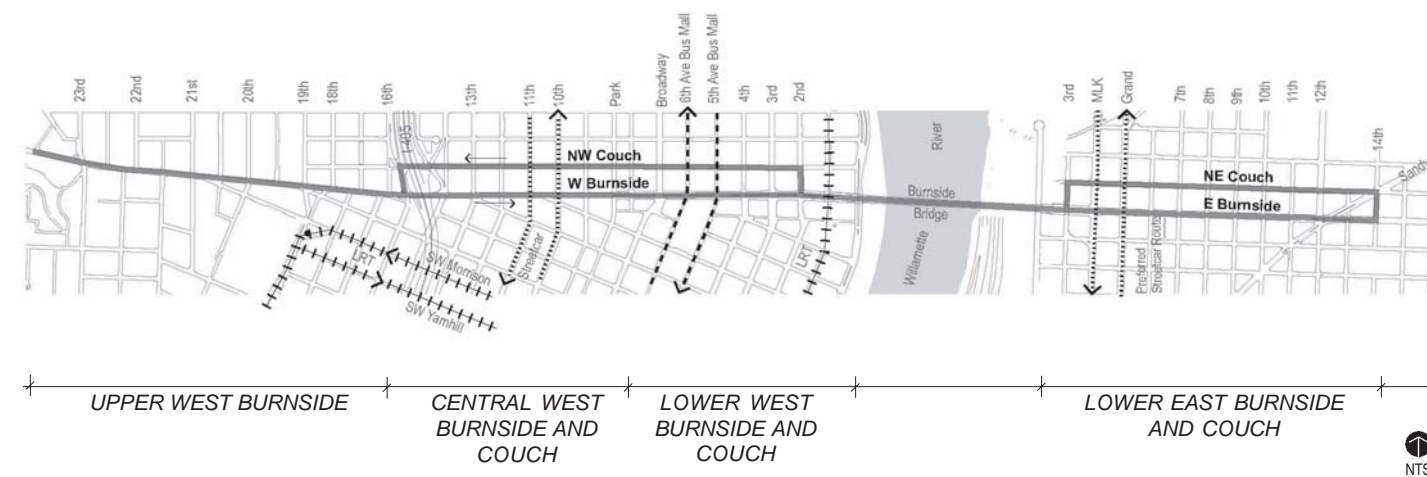 23rd
22nd
21st
20th
19th
18th
16th
13th
11th
10th
Park
Broadway
6th Ave Bus Mall
5th Ave Bus Mall
4th
3rd
2nd
3rd
MLK
Grand
7th
8th
9th
10th
11th
12th
14th
Sandy
I-405
NW Couch
W Burnside
River
Burnside
Bridge
Willamette
NE Couch
E Burnside
LRT
SW Morrison
SW Yamhill
Streetcar
LRT
Preferred
Streetcar Route
UPPER WEST BURNSIDE
CENTRAL WEST
BURNSIDE AND
COUCH
LOWER WEST
BURNSIDE AND
COUCH
LOWER EAST BURNSIDE
AND COUCH
NTS